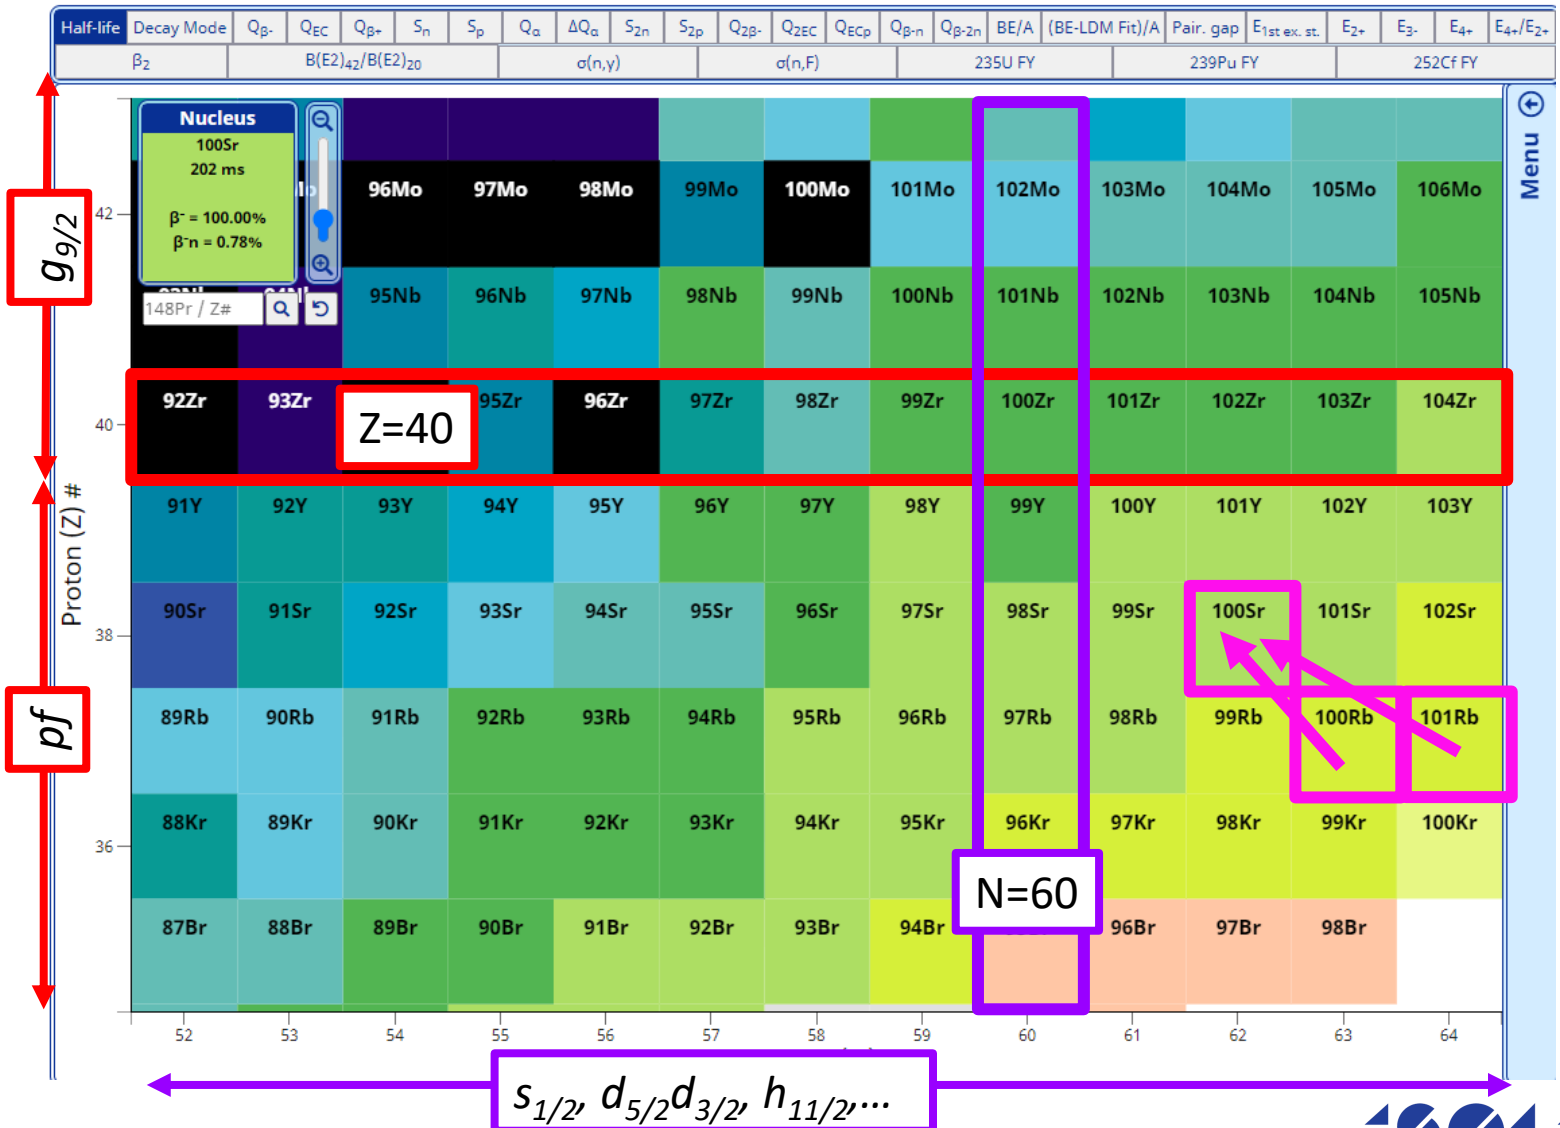 Half-life Decay Mode Qβ- QEC Qβ+ Sn Sp Qα ΔQα S2n S2p Q2β- Q2EC QECp Qβ-n Qβ-2n BE/A (BE-LDM Fit)/A Pair. gap E1st ex. st. E2+ E3- E4+ E4+/E2+
β2 B(E2)42/B(E2)20 σ(n,γ) σ(n,F) 235U FY 239Pu FY 252Cf FY
Menu
Nucleus
100Sr
202 ms
β- = 100.00%
β-n = 0.78%
148Pr / Z#
g9/2
pf
Proton (Z) #
42 96Mo 97Mo 98Mo 99Mo 100Mo 101Mo 102Mo 103Mo 104Mo 105Mo 106Mo
95Nb 96Nb 97Nb 98Nb 99Nb 100Nb 101Nb 102Nb 103Nb 104Nb 105Nb
40 92Zr 93Zr Z=40 95Zr 96Zr 97Zr 98Zr 99Zr 100Zr 101Zr 102Zr 103Zr 104Zr
91Y 92Y 93Y 94Y 95Y 96Y 97Y 98Y 99Y 100Y 101Y 102Y 103Y
38 90Sr 91Sr 92Sr 93Sr 94Sr 95Sr 96Sr 97Sr 98Sr 99Sr 100Sr 101Sr 102Sr
89Rb 90Rb 91Rb 92Rb 93Rb 94Rb 95Rb 96Rb 97Rb 98Rb 99Rb 100Rb 101Rb
36 88Kr 89Kr 90Kr 91Kr 92Kr 93Kr 94Kr 95Kr 96Kr 97Kr 98Kr 99Kr 100Kr
N=60
87Br 88Br 89Br 90Br 91Br 92Br 93Br 94Br 96Br 97Br 98Br
52 53 54 55 56 57 58 59 60 61 62 63 64
s1/2, d5/2d3/2, h11/2,...